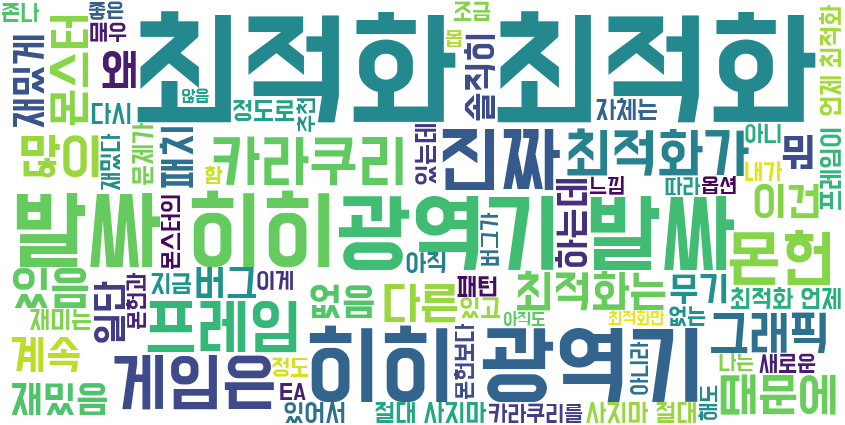 존나
좋은
매우
최적화 최적화
조금
몹
언제 최적화
재밌게
몬스터
왜
않음
솔직히
다시
정도로
추천
자체는
많이
재밌다
문제가
패치
함
카라쿠리
있는데
진짜
최적화가
아니
뭐
프레임이
내가
느낌
따라
옵션
이건
발싸
몬스터의
히히 광역기 발싸
버그가
하는데
몬헌
있음
일단
몬헌과
지금
버그
이게
아직
없음
다른
패턴
있고
최적화는
무기
없는
최적화 언제
재미는
프레임
아직도
최적화만
그래픽
계속
게임은
정도
히히 광역기
몬헌보다
아니라
나는
새로운
재밌음
EA
있어서
절대 사지마
카라쿠리를
사지마 절대
해도
때문에